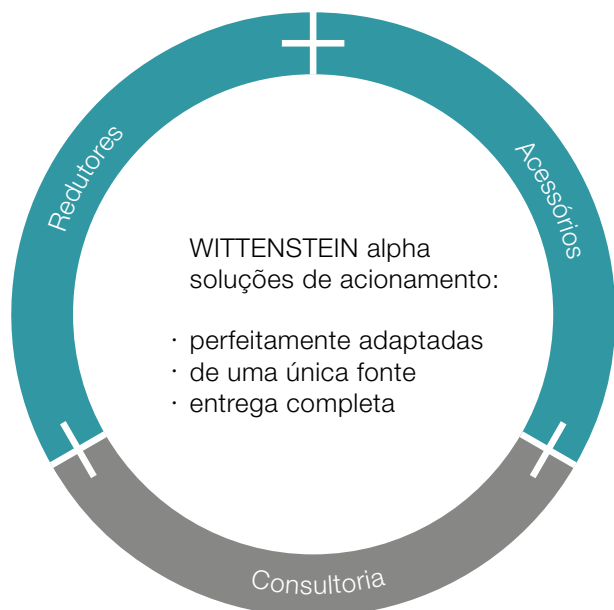 Redutores
Acessórios
WITTENSTEIN alpha
soluções de acionamento:
· perfeitamente adaptadas
· de uma única fonte
· entrega completa
Consultoria